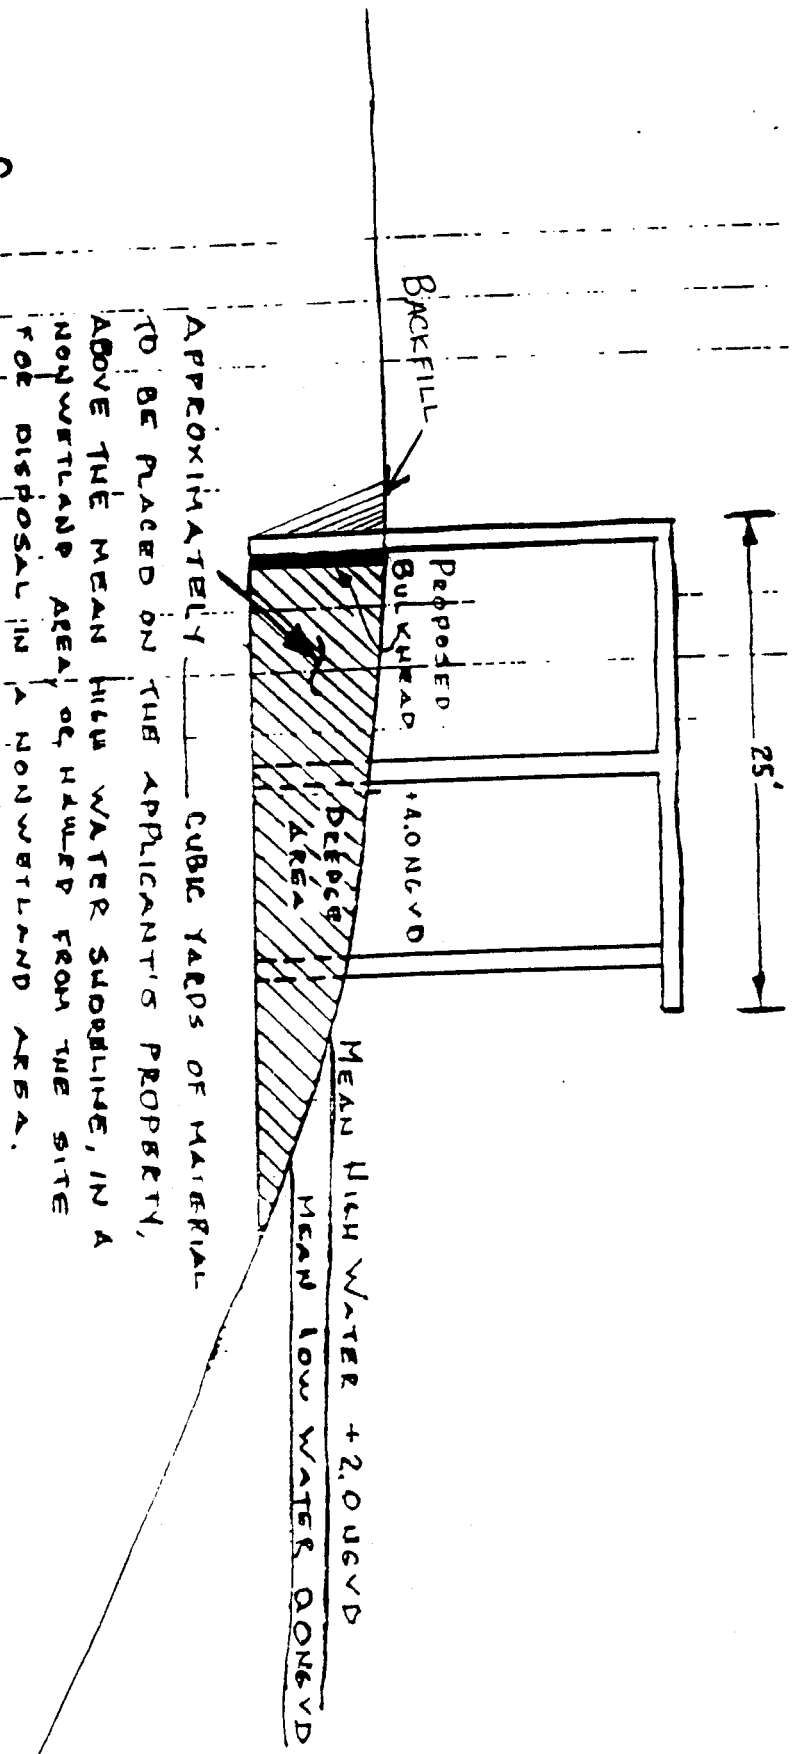 25'
BACKFILL
PROPOSED
BULKHEAD
+4.0 NGVD
DREDGE
AREA
MEAN HIGH WATER +2.0 NGVD
MEAN LOW WATER 0.0 NGVD
APPROXIMATELY ____ CUBIC YARDS OF MATERIAL
TO BE PLACED ON THE APPLICANT'S PROPERTY,
ABOVE THE MEAN HIGH WATER SHORELINE, IN A
NONWETLAND AREA, OR HAULED FROM THE SITE
FOR DISPOSAL IN A NONWETLAND AREA.